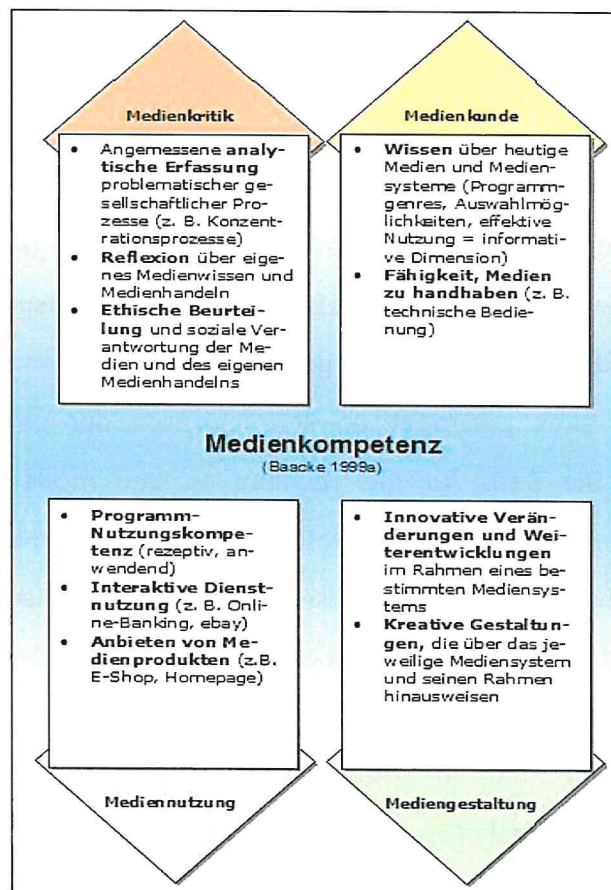 Medienkritik
• Angemessene analy-
tische Erfassung
problematischer ge-
sellschaftlicher Pro-
zesse (z. B. Konzent-
rationsprozesse)
• Reflexion über eige-
nes Medienwissen und
Medienhandeln
• Ethische Beurtei-
lung und soziale Ver-
antwortung der Me-
dien und des eigenen
Medienhandelns
Medienkunde
• Wissen über heutige
Medien und Medien-
systeme (Programm-
genres, Auswahlmög-
lichkeiten, effektive
Nutzung = informati-
ve Dimension)
• Fähigkeit, Medien
zu handhaben (z. B.
technische Bedie-
nung)
Medienkompetenz
(Baacke 1999a)
• Programm-
Nutzungskompe-
tenz (rezeptiv, an-
wendend)
• Interaktive Dienst-
nutzung (z. B. Onli-
ne-Banking, ebay)
• Anbieten von Me-
dienprodukten (z.B.
E-Shop, Homepage)
Mediennutzung
• Innovative Verän-
derungen und Wei-
terentwicklungen
im Rahmen eines be-
stimmten Mediensys-
tems
• Kreative Gestaltun-
gen, die über das je-
weilige Mediensystem
und seinen Rahmen
hinausweisen
Mediengestaltung